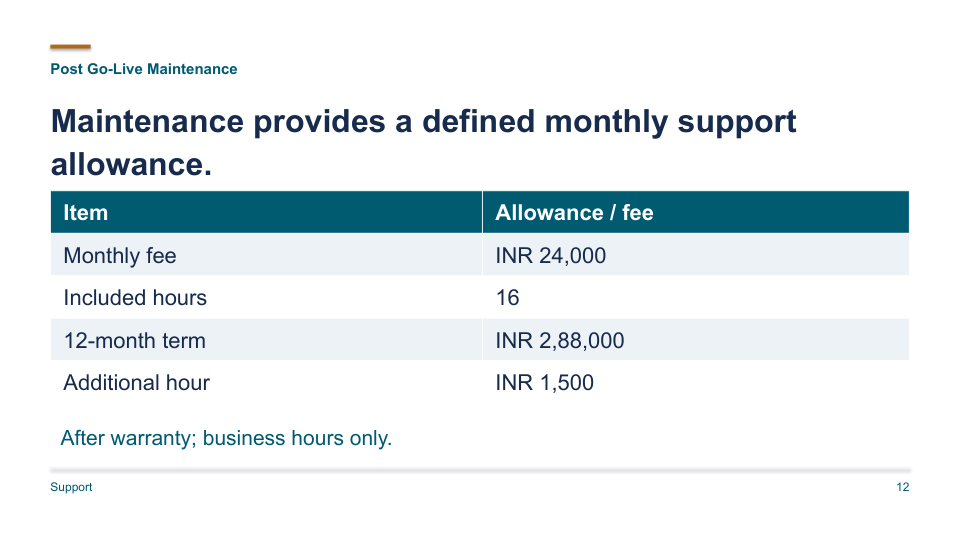 Post Go-Live Maintenance
Maintenance provides a defined monthly support
allowance.
Item Allowance / fee
Monthly fee INR 24,000
Included hours 16
12-month term INR 2,88,000
Additional hour INR 1,500
After warranty; business hours only.
Support 12